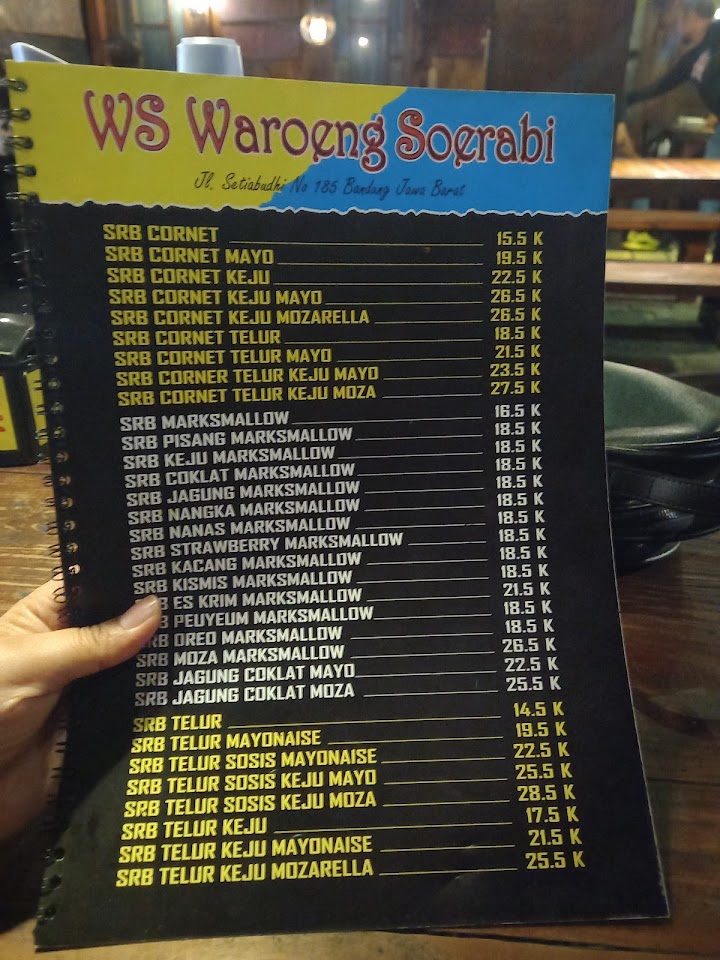 WS Waroeng Soerabi
Jl. Setiabudhi No 185 Bandung Jawa Barat
SRB CORNET 15.5 K
SRB CORNET MAYO 19.5 K
SRB CORNET KEJU 22.5 K
SRB CORNET KEJU MAYO 26.5 K
SRB CORNET KEJU MOZARELLA 26.5 K
SRB CORNET TELUR 18.5 K
SRB CORNET TELUR MAYO 21.5 K
SRB CORNER TELUR KEJU MAYO 23.5 K
SRB CORNET TELUR KEJU MOZA 27.5 K
SRB MARKSMALLOW 16.5 K
SRB PISANG MARKSMALLOW 18.5 K
SRB KEJU MARKSMALLOW 18.5 K
SRB COKLAT MARKSMALLOW 18.5 K
SRB JAGUNG MARKSMALLOW 18.5 K
SRB NANGKA MARKSMALLOW 18.5 K
SRB NANAS MARKSMALLOW 18.5 K
SRB STRAWBERRY MARKSMALLOW 18.5 K
SRB KACANG MARKSMALLOW 18.5 K
SRB KISMIS MARKSMALLOW 18.5 K
B ES KRIM MARKSMALLOW 21.5 K
B PEUYEUM MARKSMALLOW 18.5 K
SRB OREO MARKSMALLOW 18.5 K
SRB MOZA MARKSMALLOW 26.5 K
SRB JAGUNG COKLAT MAYO 22.5 K
SRB JAGUNG COKLAT MOZA 25.5 K
SRB TELUR 14.5 K
SRB TELUR MAYONAISE 19.5 K
SRB TELUR SOSIS MAYONAISE 22.5 K
SRB TELUR SOSIS KEJU MAYO 25.5 K
SRB TELUR SOSIS KEJU MOZA 28.5 K
SRB TELUR KEJU 17.5 K
SRB TELUR KEJU MAYONAISE 21.5 K
SRB TELUR KEJU MOZARELLA 25.5 K